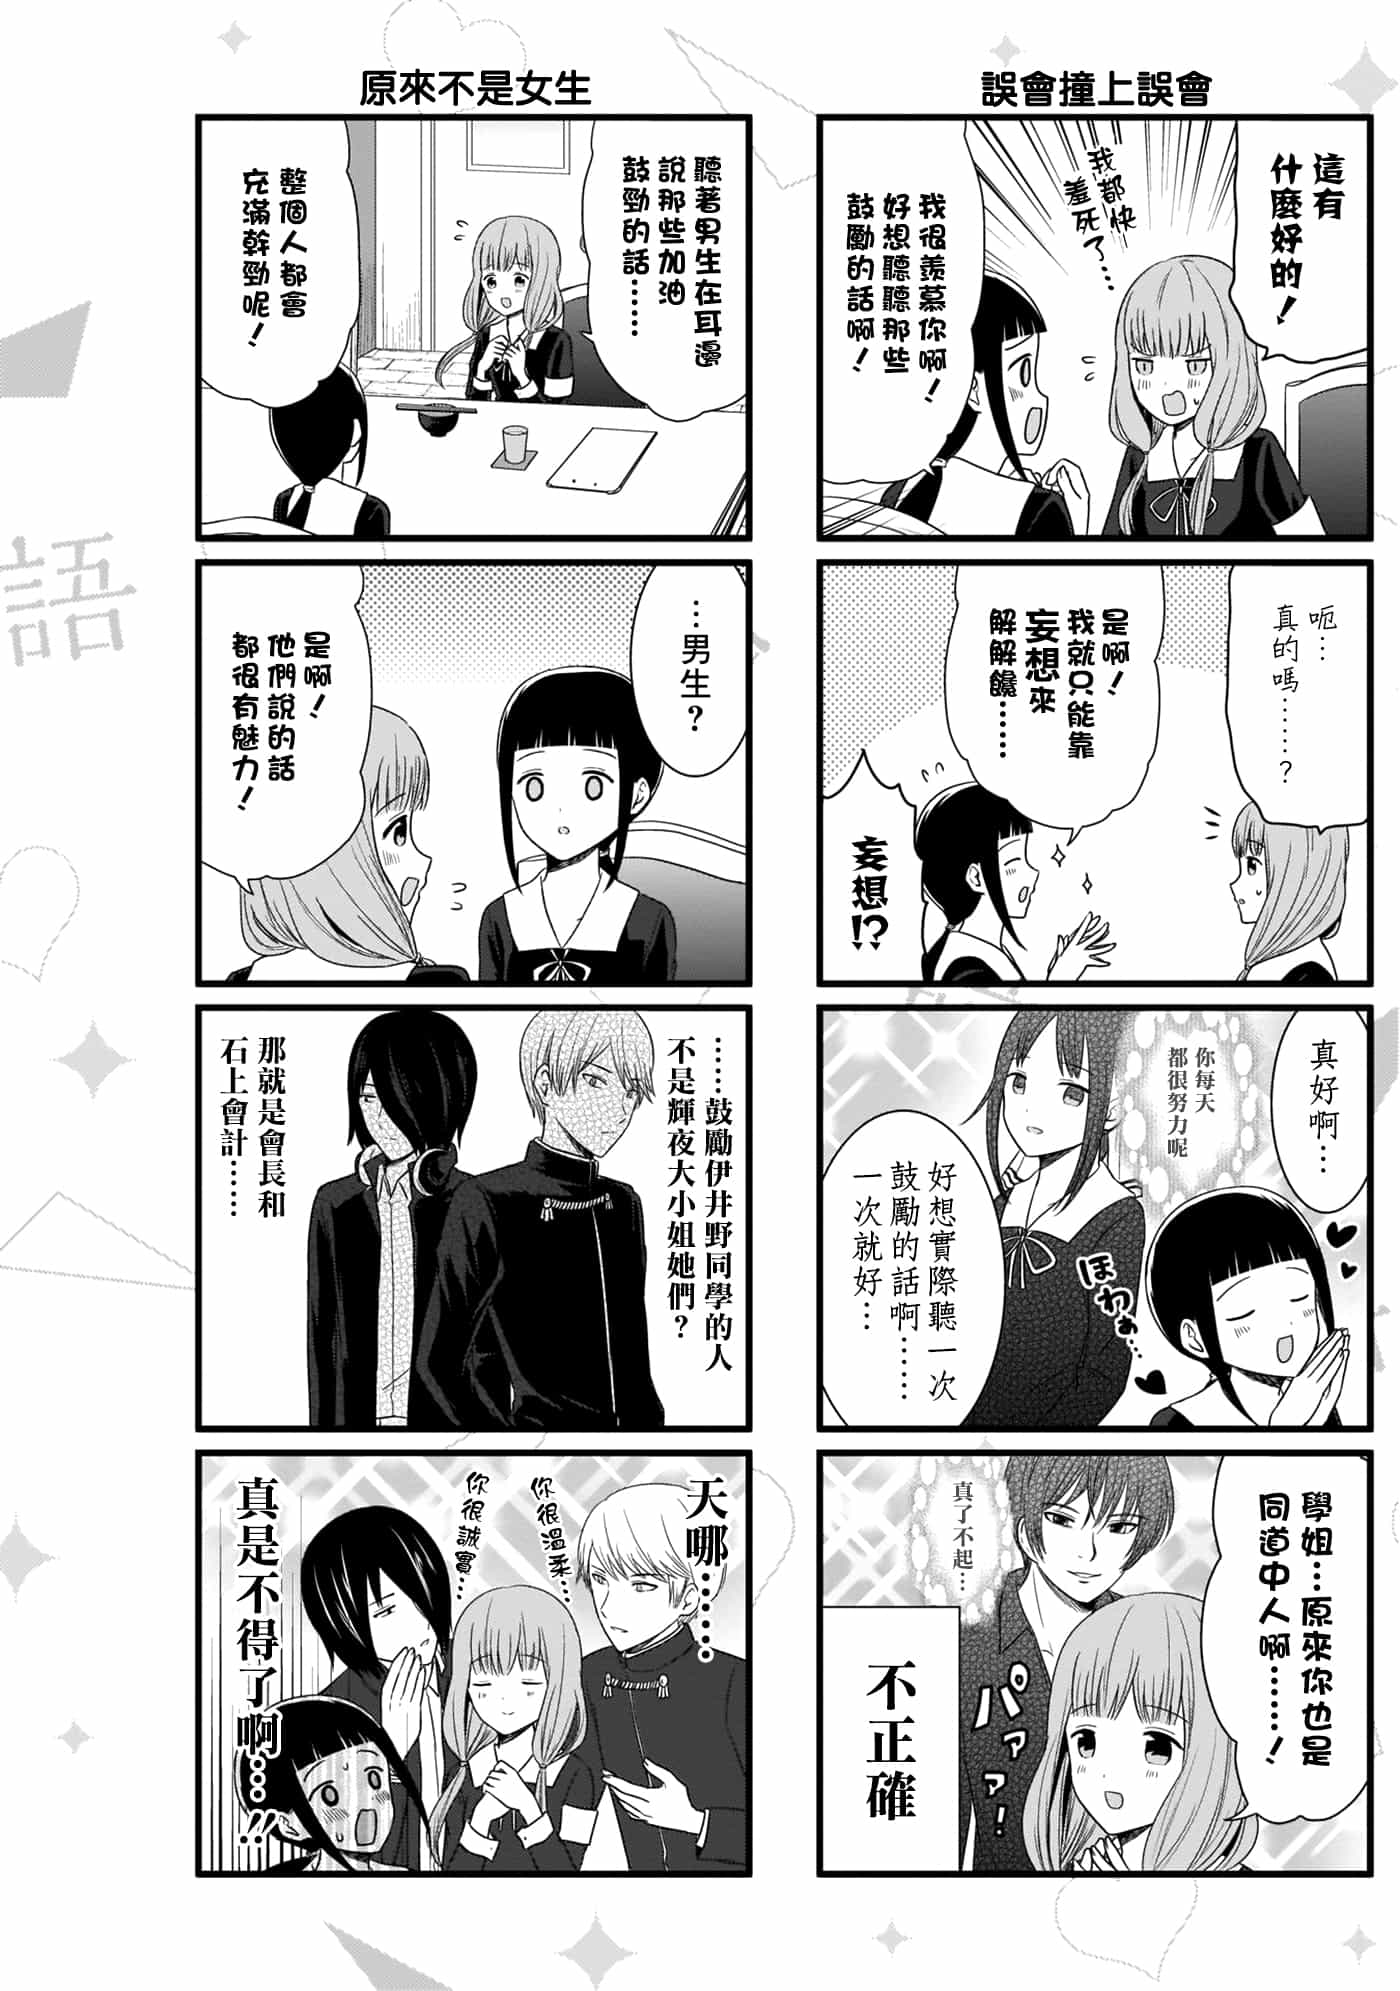 誤會撞上誤會
這有
什麼好的！
我都快
羞死了…
我很羨慕你啊！
好想聽聽那些
鼓勵的話啊！
呃…
真的嗎……？
是啊！
我就只能靠
妄想來
解解饞……
妄想!?
真好啊…
你每天
都很努力呢
ほわぁ…
好想實際聽一次
鼓勵的話啊……
一次就好…
學姐…原來你也是
同道中人啊……！
真了不起…
パァァァ！
不正確
原來不是女生
聽著男生在耳邊
說那些加油
鼓勁的話……
整個人都會
充滿幹勁呢！
…男生？
是啊！
他們說的話
都很有魅力！
……鼓勵伊井野同學的人
不是輝夜大小姐她們？
那就是會長和
石上會計……
天哪……
你很溫柔…
你很誠實…
真是不得了啊…!!
語